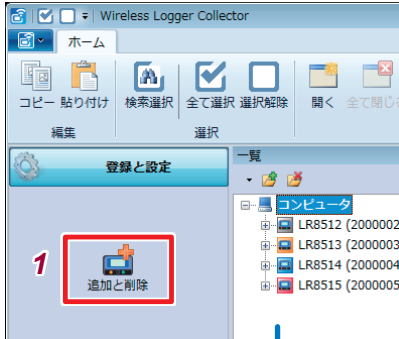 Wireless Logger Collector
ホーム
コピー 貼り付け 検索選択 全て選択 選択解除 開く 全て閉じ
編集 選択
登録と設定
一覧
コンピュータ
LR8512 (2000002
LR8513 (2000003
LR8514 (2000004
LR8515 (2000005
1
追加と削除